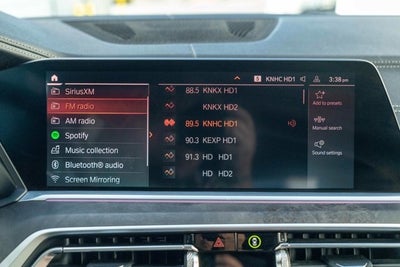 S KNHC HD1 3:38 pm
SiriusXM
FM radio
AM radio
Spotify
Music collection
Bluetooth® audio
Screen Mirroring
88.5 KNKX HD1
KNKX HD2
89.5 KNHC HD1
90.3 KEXP HD1
91.3 HD HD1
HD HD2
Add to presets
Manual search
Sound settings